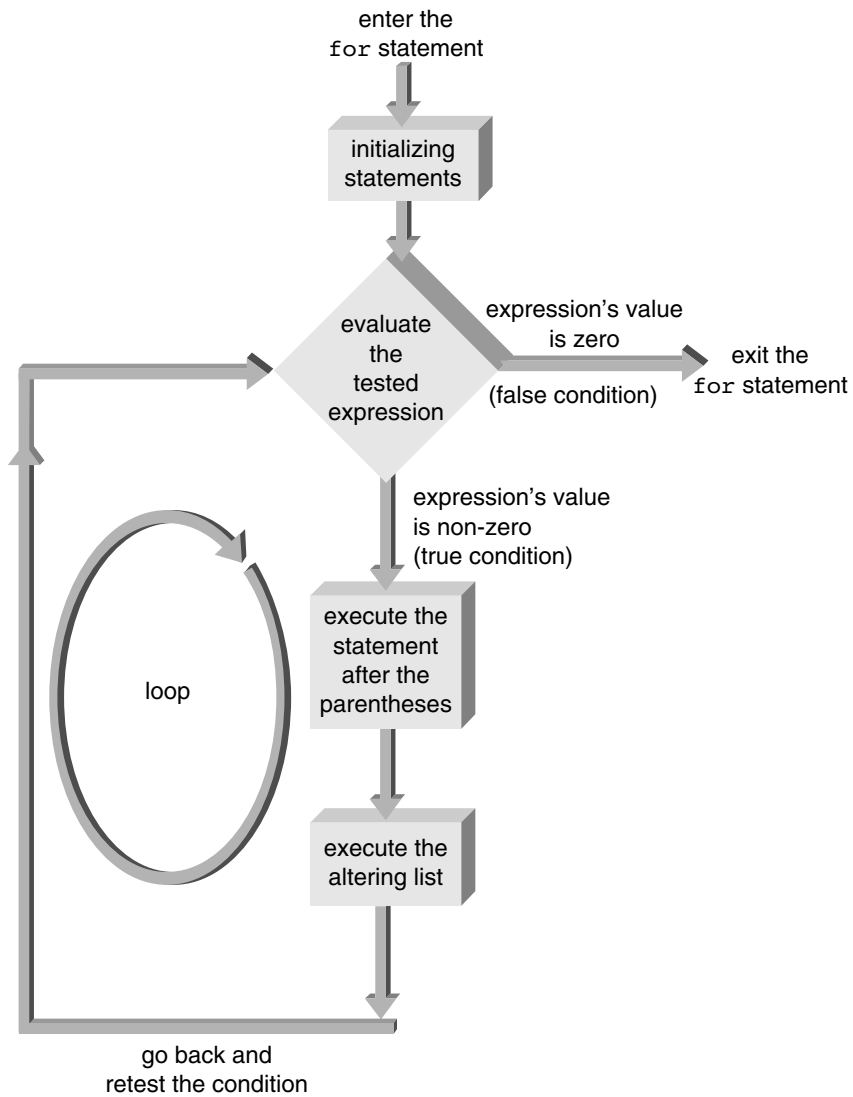 enter the
for statement
initializing
statements
evaluate
the
tested
expression
expression's value
is zero
(false condition)
exit the
for statement
expression's value
is non-zero
(true condition)
execute the
statement
after the
parentheses
loop
execute the
altering list
go back and
retest the condition